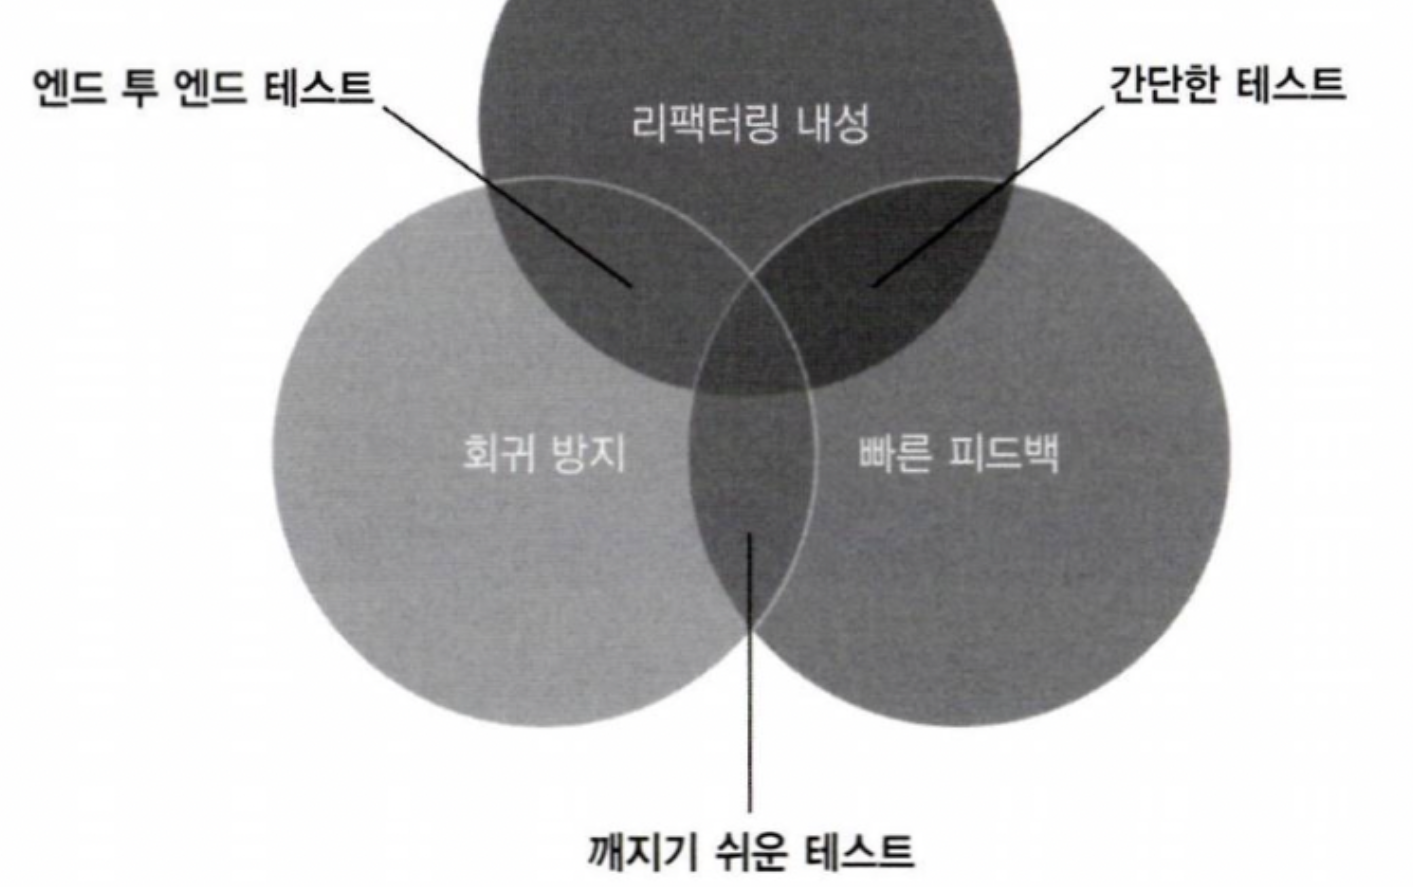 엔드 투 엔드 테스트
간단한 테스트
리팩터링 내성
회귀 방지
빠른 피드백
깨지기 쉬운 테스트